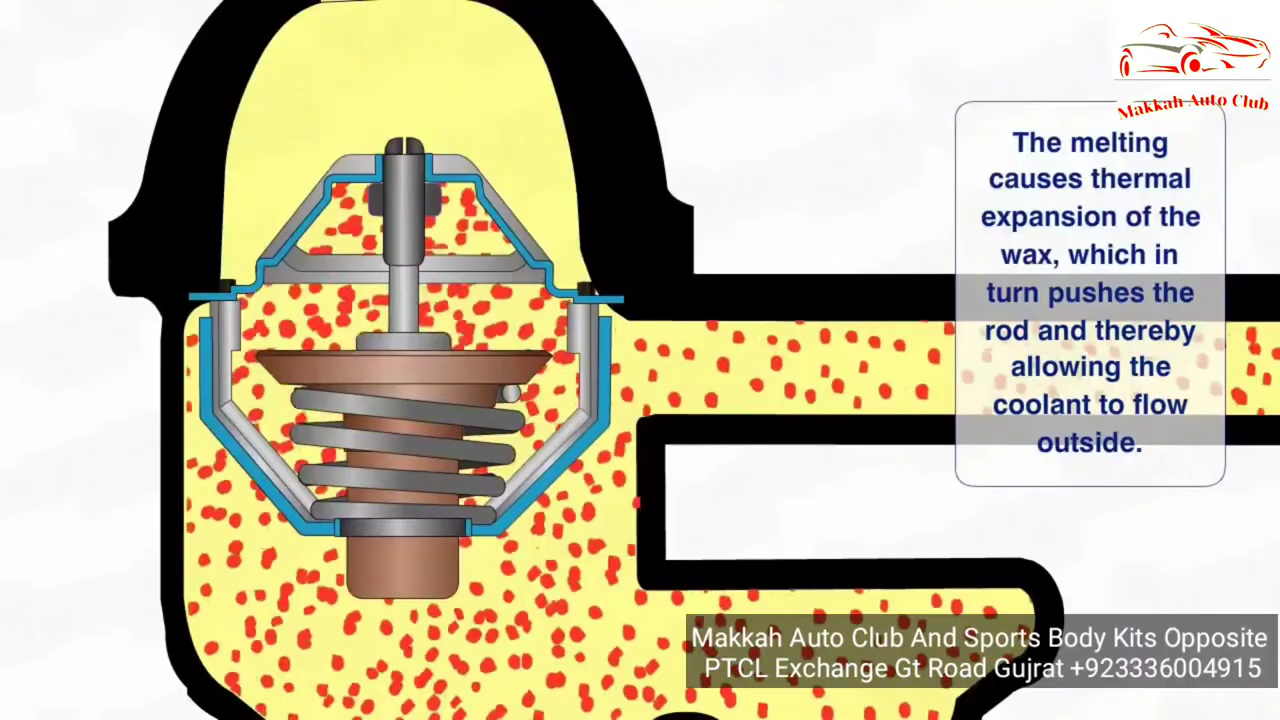 Makkah Auto Club
The melting
causes thermal
expansion of the
wax, which in
turn pushes the
rod and thereby
allowing the
coolant to flow
outside.
Makkah Auto Club And Sports Body Kits Opposite
PTCL Exchange Gt Road Gujrat +923336004915